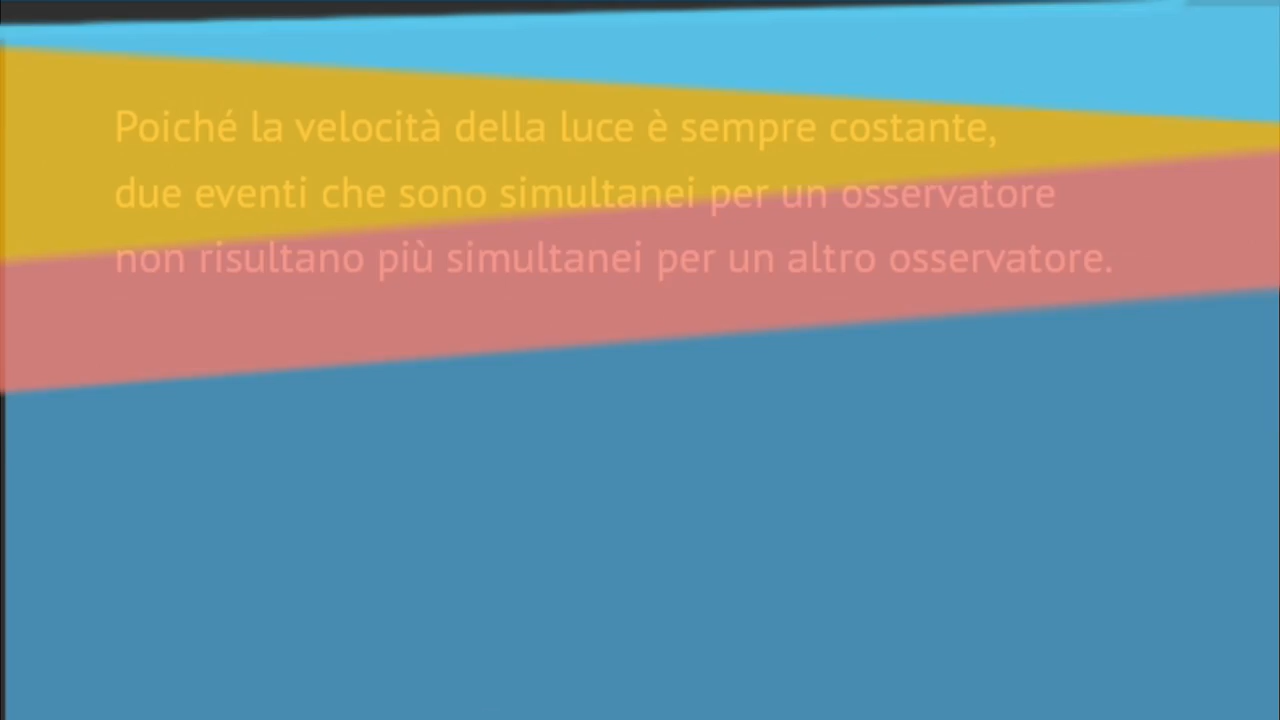 Poiché la velocità della luce è sempre costante,
due eventi che sono simultanei per un osservatore
non risultano più simultanei per un altro osservatore.